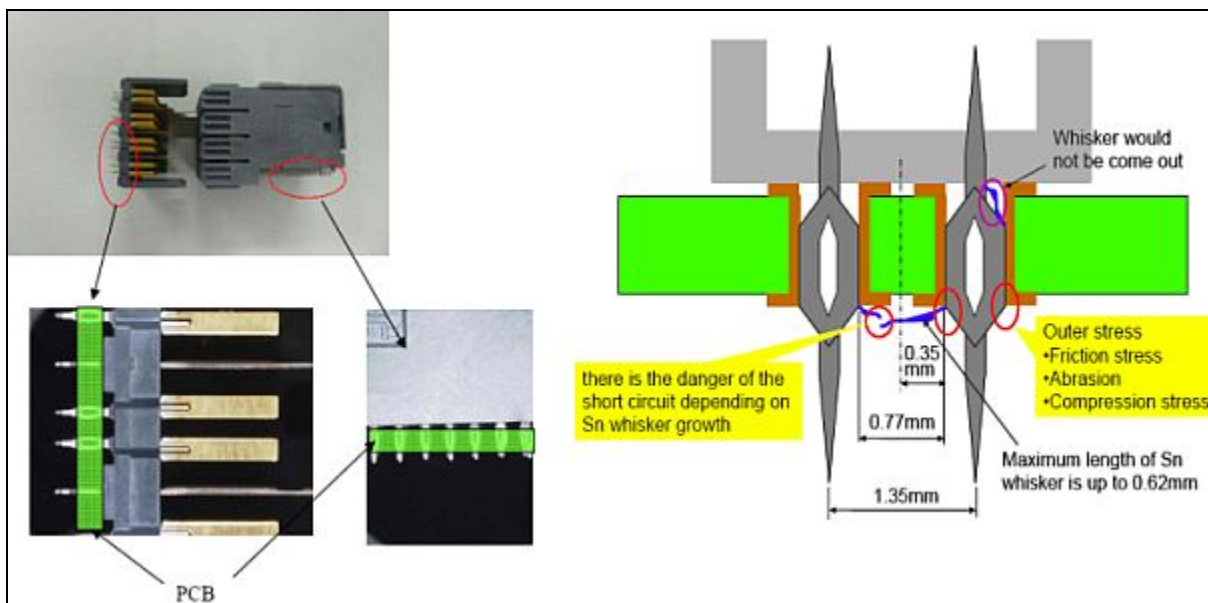 PCB
Whisker would
not be come out
there is the danger of the
short circuit depending on
Sn whisker growth
0.35
mm
0.77mm
1.35mm
Outer stress
•Friction stress
•Abrasion
•Compression stress
Maximum length of Sn
whisker is up to 0.62mm